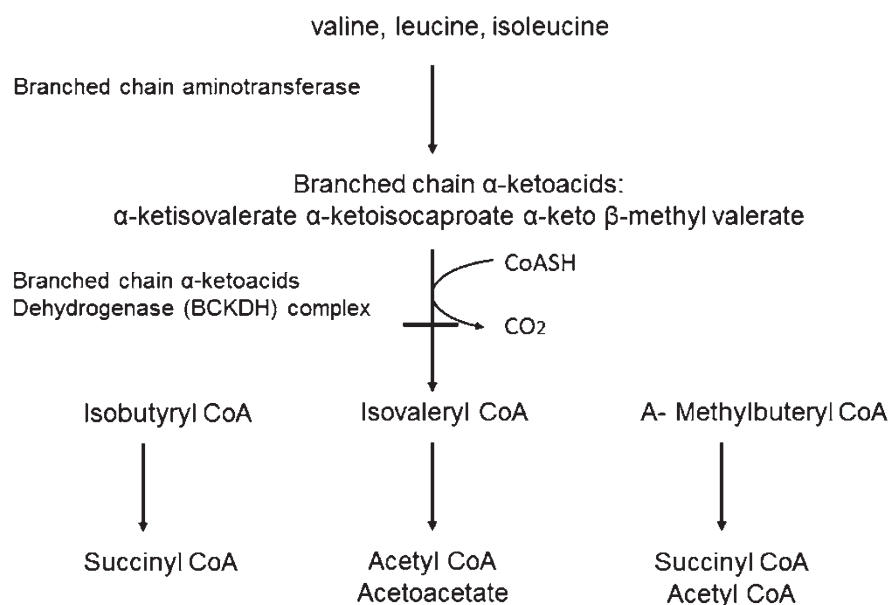 valine, leucine, isoleucine
Branched chain aminotransferase
Branched chain α-ketoacids:
α-ketisovalerate α-ketoisocaproate α-keto β-methyl valerate
CoASH
Branched chain α-ketoacids
Dehydrogenase (BCKDH) complex
CO2
Isobutyryl CoA
Isovaleryl CoA
A- Methylbuteryl CoA
Succinyl CoA
Acetyl CoA
Acetoacetate
Succinyl CoA
Acetyl CoA